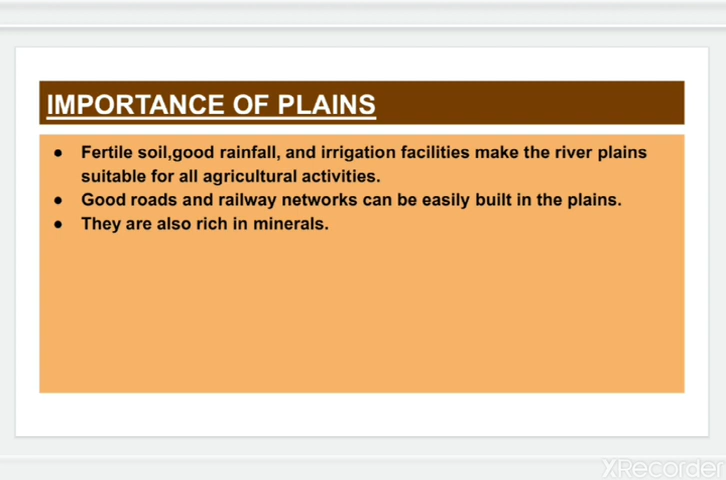 IMPORTANCE OF PLAINS
● Fertile soil,good rainfall, and irrigation facilities make the river plains
suitable for all agricultural activities.
● Good roads and railway networks can be easily built in the plains.
● They are also rich in minerals.
XRecorder